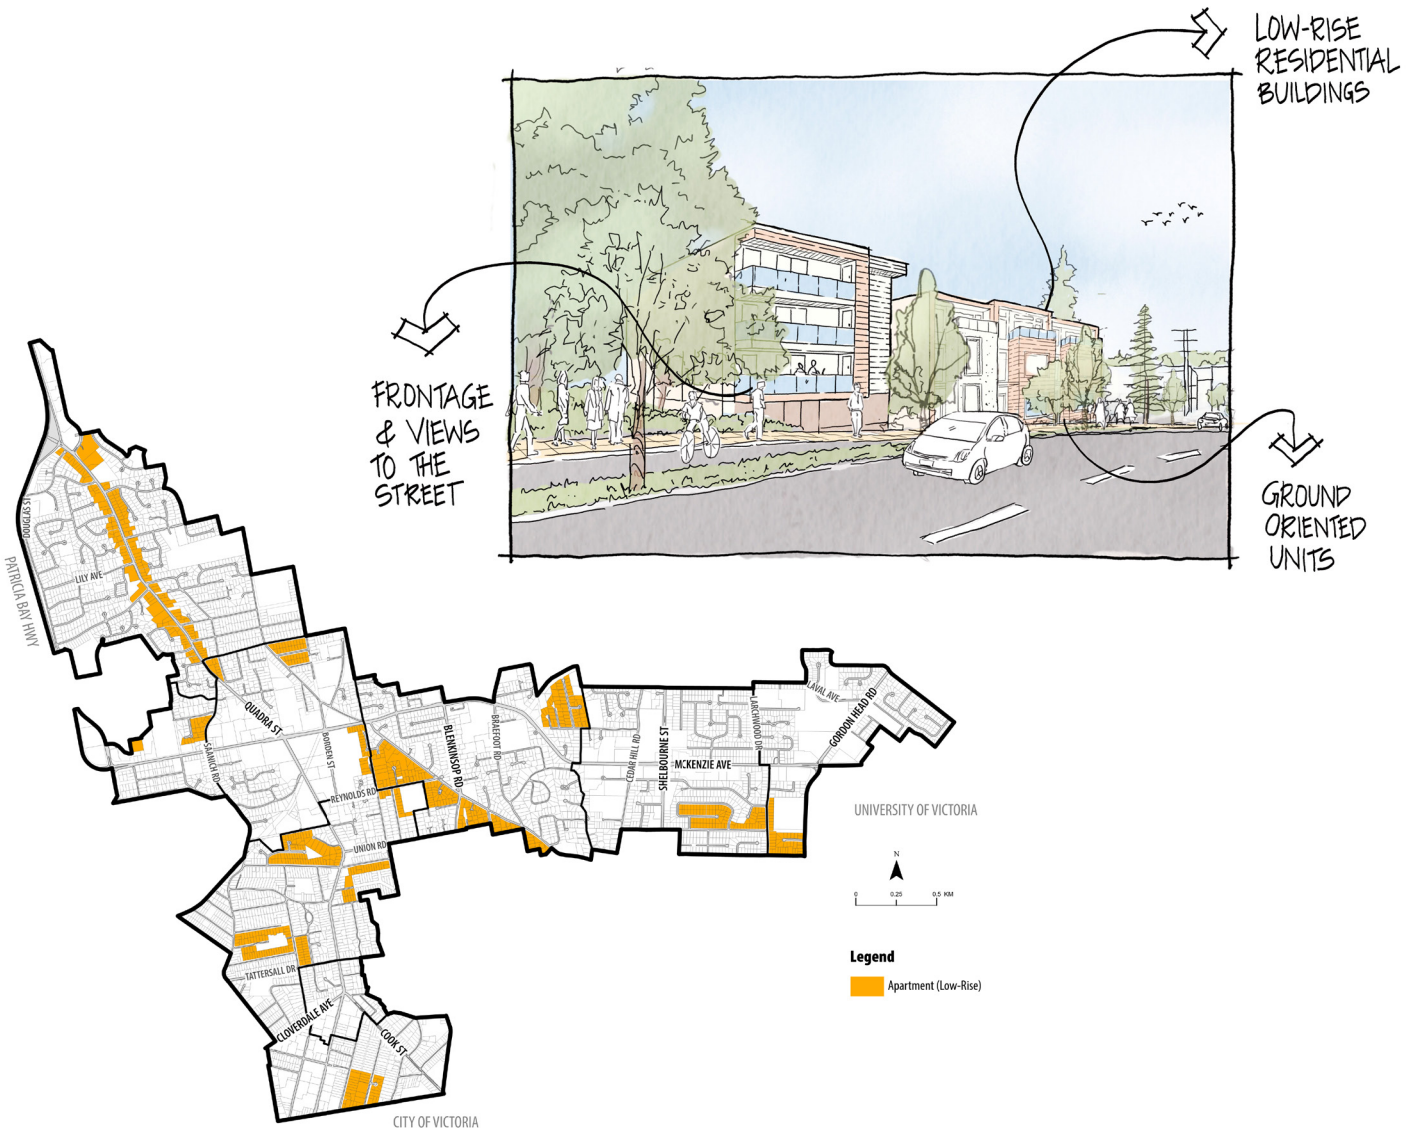 LOW-RISE
RESIDENTIAL
BUILDINGS
FRONTAGE
& VIEWS
TO THE
STREET
GROUND
ORIENTED
UNITS
DOUGLAS ST
PATRICIA BAY HWY
LILY AVE
QUADRA ST
SAANICH RD
BORDEN ST
REYNOLDS RD
UNION RD
BLENKINSOP RD
BRAEFOOT RD
CEDAR HILL RD
SHELBOURNE ST
MCKENZIE AVE
LARCHWOOD DR
LAVAL AVE
GORDON HEAD RD
UNIVERSITY OF VICTORIA
TATTERSALL DR
CLOVERDALE AVE
COOK ST
CITY OF VICTORIA
N
0 0.25 0.5 KM
Legend
Apartment (Low-Rise)